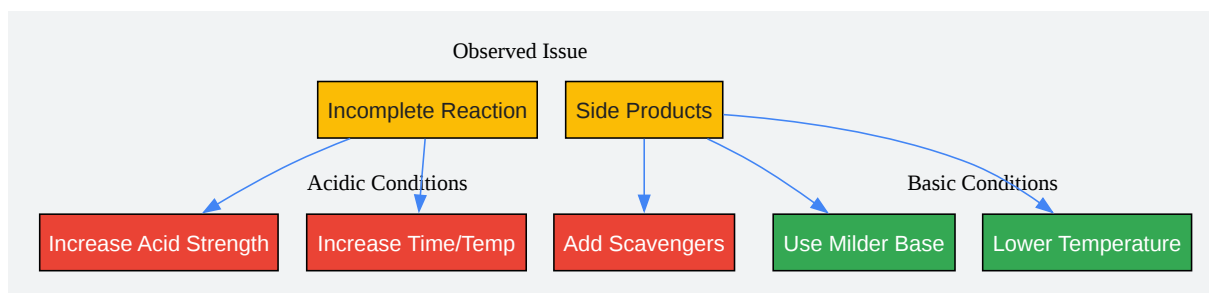 Observed Issue
Incomplete Reaction
Side Products
Acidic Conditions
Basic Conditions
Increase Acid Strength
Increase Time/Temp
Add Scavengers
Use Milder Base
Lower Temperature